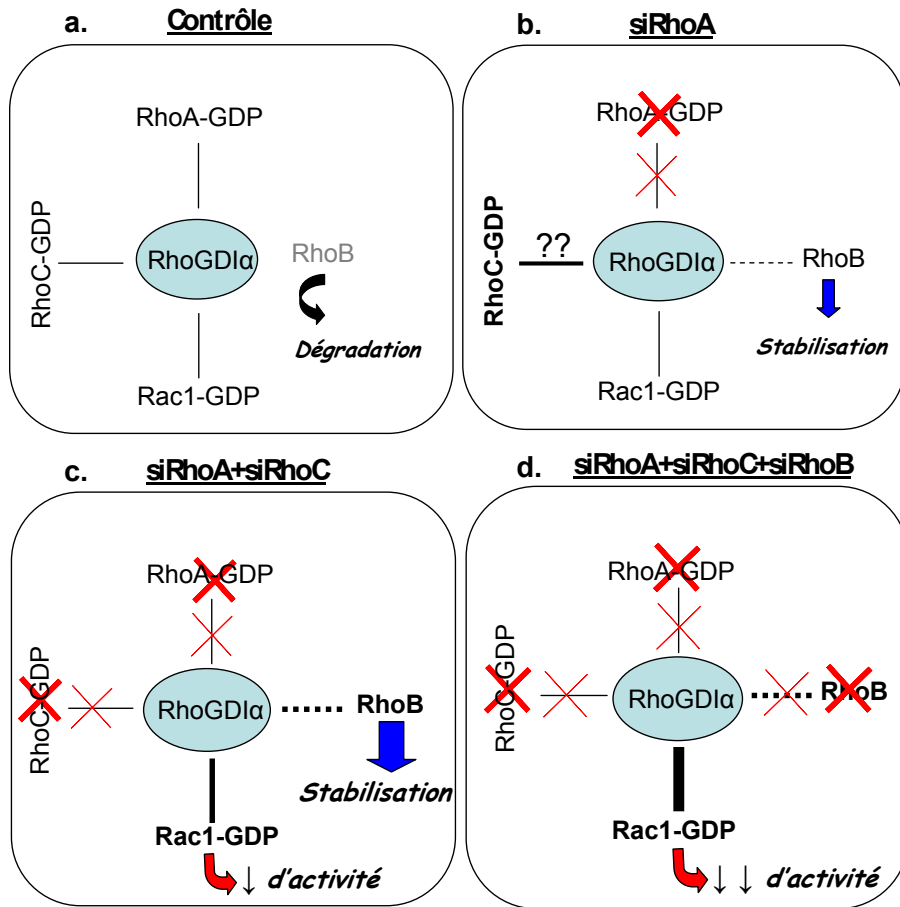 a. Contrôle
RhoA-GDP
RhoC-GDP
RhoGDIα
RhoB
Dégradation
Rac1-GDP
b. siRhoA
RhoA-GDP
RhoC-GDP
??
RhoGDIα
RhoB
Stabilisation
Rac1-GDP
c. siRhoA+siRhoC
RhoA-GDP
RhoC-GDP
RhoGDIα
RhoB
Stabilisation
Rac1-GDP
↓ d'activité
d. siRhoA+siRhoC+siRhoB
RhoA-GDP
RhoC-GDP
RhoGDIα
RhoB
Rac1-GDP
↓ ↓ d'activité